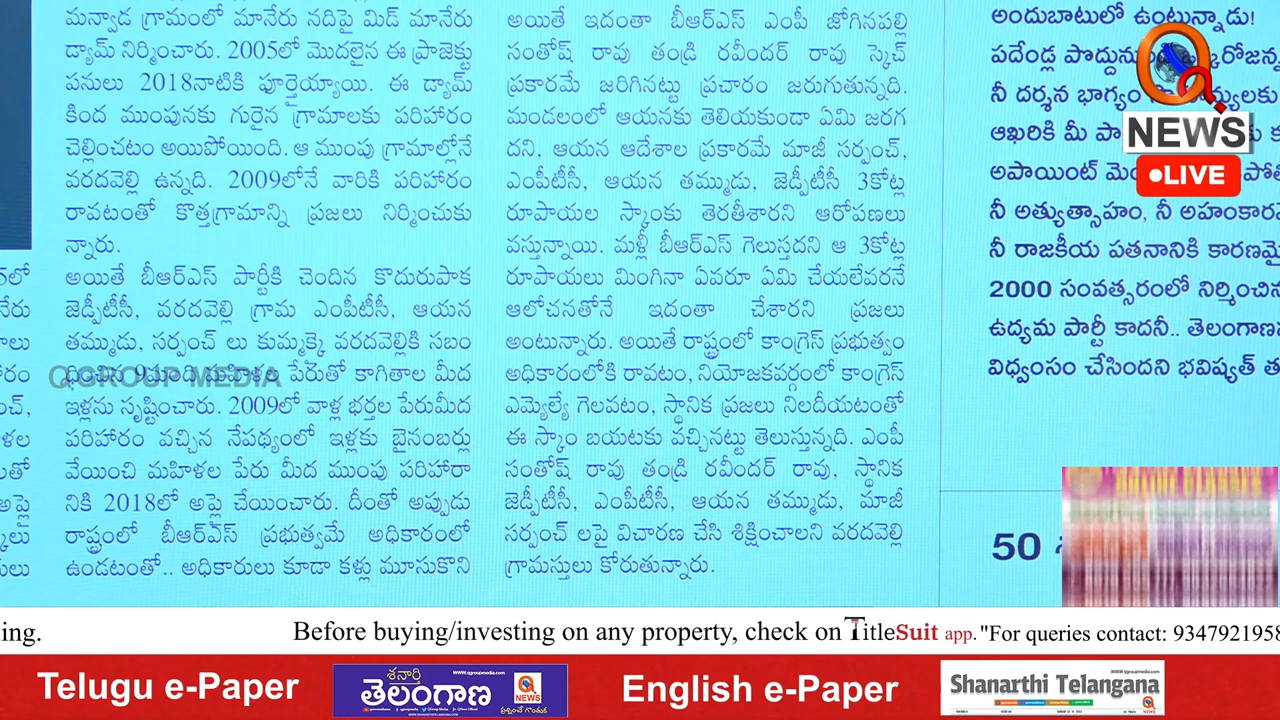 మన్వాడ గ్రామంలో మానేరు నదిపై మిడ్ మానేరు
డ్యామ్ నిర్మించారు. 2005లో మొదలైన ఈ ప్రాజెక్టు
పనులు 2018నాటికి పూర్తయ్యాయి. ఈ డ్యామ్
కింద ముంపునకు గురైన గ్రామాలకు పరిహారం
చెల్లించటం అయిపోయింది. ఆ ముంపు గ్రామాల్లోనే
వరదవెల్లి ఉన్నది. 2009లోనే వారికి పరిహారం
రావటంతో కొత్తగ్రామాన్ని ప్రజలు నిర్మించుకు
న్నారు.
అయితే బీఆర్ఎస్ పార్టీకి చెందిన కొదురుపాక
జెడ్పీటీసీ, వరదవెల్లి గ్రామ ఎంపీటీసీ, ఆయన
తమ్ముడు, సర్పంచ్ లు కుమ్మక్కై వరదవెల్లికి సంబం
ధించిన 9మంది మహిళల పేరుతో కాగితాల మీద
ఇళ్లను సృష్టించారు. 2009లో వాళ్ల భర్తల పేరుమీద
పరిహారం వచ్చిన నేపథ్యంలో ఇళ్లకు బైనంబర్లు
వేయించి మహిళల పేరు మీద ముంపు పరిహారా
నికి 2018లో అప్లై చేయించారు. దీంతో అప్పుడు
రాష్ట్రంలో బీఆర్ఎస్ ప్రభుత్వమే అధికారంలో
ఉండటంతో.. అధికారులు కూడా కళ్లు మూసుకొని
అయితే ఇదంతా బీఆర్ఎస్ ఎంపీ జోగినపల్లి
సంతోష్ రావు తండ్రి రవీందర్ రావు స్కెచ్
ప్రకారమే జరిగినట్టు ప్రచారం జరుగుతున్నది.
మండలంలో ఆయనకు తెలియకుండా ఏమి జరగ
దని, ఆయన ఆదేశాల ప్రకారమే మాజీ సర్పంచ్,
ఎంపీటీసీ, ఆయన తమ్ముడు, జెడ్పీటీసీ 3కోట్ల
రూపాయల స్కాంకు తెరతీశారని ఆరోపణలు
వస్తున్నాయి. మళ్లీ బీఆర్ఎస్ గెలుస్తదని ఆ 3కోట్ల
రూపాయలు మింగినా ఏవరూ ఏమి చేయలేవరనే
ఆలోచనతోనే ఇదంతా చేశారని ప్రజలు
అంటున్నారు. అయితే రాష్ట్రంలో కాంగ్రెస్ ప్రభుత్వం
అధికారంలోకి రావటం, నియోజకవర్గంలో కాంగ్రెస్
ఎమ్యెల్యే గెలవటం, స్థానిక ప్రజలు నిలదీయటంతో
ఈ స్కాం బయటకు వచ్చినట్టు తెలుస్తున్నది. ఎంపీ
సంతోష్ రావు తండ్రి రవీందర్ రావు, స్థానిక
జెడ్పీటీసీ, ఎంపీటీసీ, ఆయన తమ్ముడు, మాజీ
సర్పంచ్ లపై విచారణ చేసి శిక్షించాలని వరదవెల్లి
గ్రామస్తులు కోరుతున్నారు.
అందుబాటులో ఉంటున్నాడు!
పదేండ్ల
నీ దర్శన భాగ్యం
ఆఖరికి మీ
అపాయింట్
నీ అత్యుత్సాహం, నీ
నీ రాజకీయ పతనానికి
2000 సంవత్సరంలో
ఉద్యమ పార్టీ కాదనీ..
విధ్వంసం చేసిందని భవిష్యత్
50
QGROUP MEDIA
Q
NEWS
LIVE
ing. Before buying/investing on any property, check on TitleSuit app. "For queries contact: 9347921958
Telugu e-Paper శనార్తి తెలంగాణ NEWS English e-Paper Shanarthi Telangana